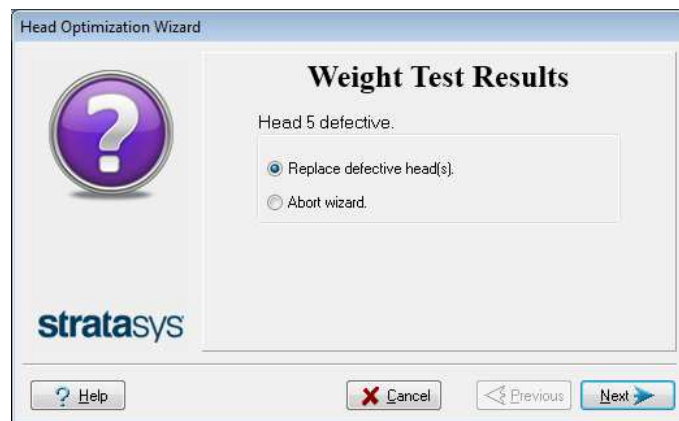 Head Optimization Wizard
Weight Test Results
Head 5 defective.
Replace defective head(s).
Abort wizard.
stratasys
? Help
Cancel
Previous
Next